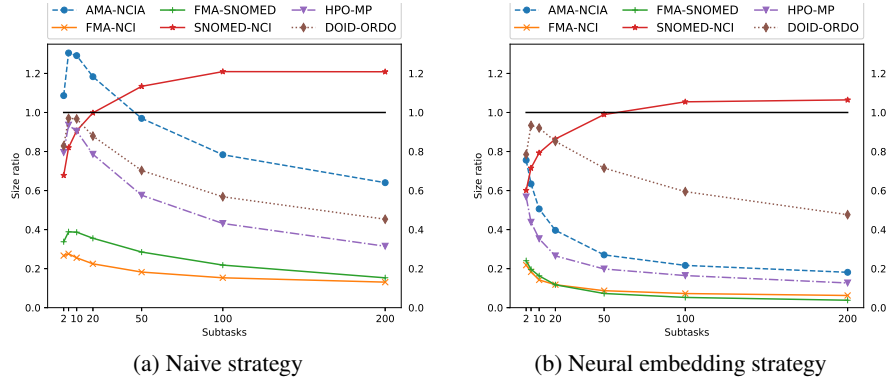 AMA-NCIA FMA-SNOMED HPO-MP
FMA-NCI SNOMED-NCI DOID-ORDO
1.2 1.2
1.0 1.0
0.8 0.8
0.6 0.6
0.4 0.4
0.2 0.2
0.0 0.0
Size ratio
2 10 20 50 100 200
Subtasks
(a) Naive strategy
AMA-NCIA FMA-SNOMED HPO-MP
FMA-NCI SNOMED-NCI DOID-ORDO
1.2 1.2
1.0 1.0
0.8 0.8
0.6 0.6
0.4 0.4
0.2 0.2
0.0 0.0
Size ratio
2 10 20 50 100 200
Subtasks
(b) Neural embedding strategy